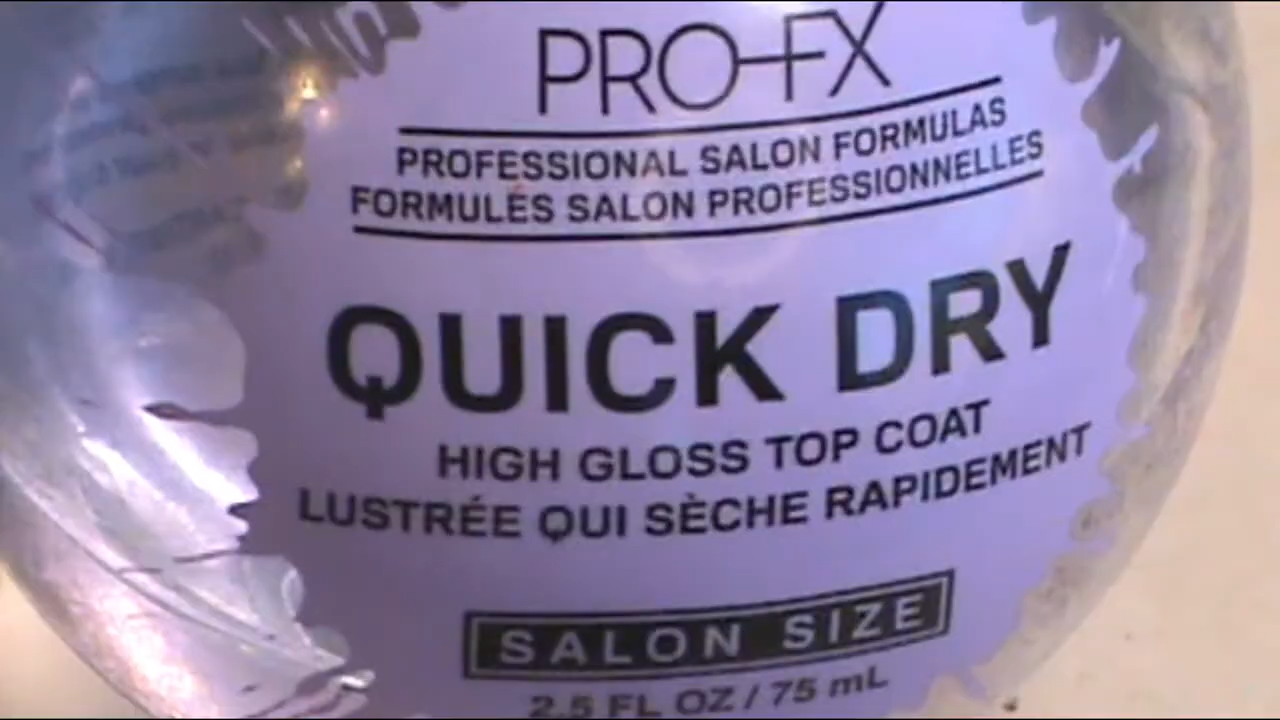 PRO-FX
PROFESSIONAL SALON FORMULAS
FORMULES SALON PROFESSIONNELLES
QUICK DRY
HIGH GLOSS TOP COAT
LUSTRÉE QUI SÈCHE RAPIDEMENT
SALON SIZE
2.5 FL OZ / 75 mL